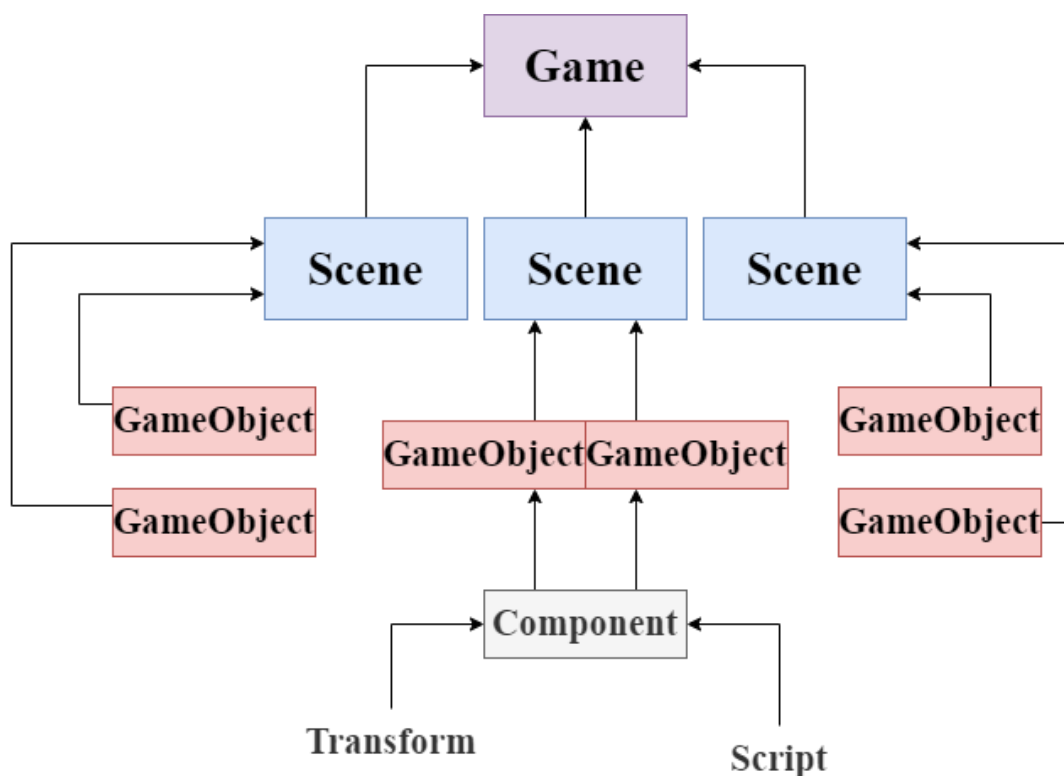 Game
Scene
Scene
Scene
GameObject
GameObject
GameObject
GameObject
GameObject
GameObject
Component
Transform
Script